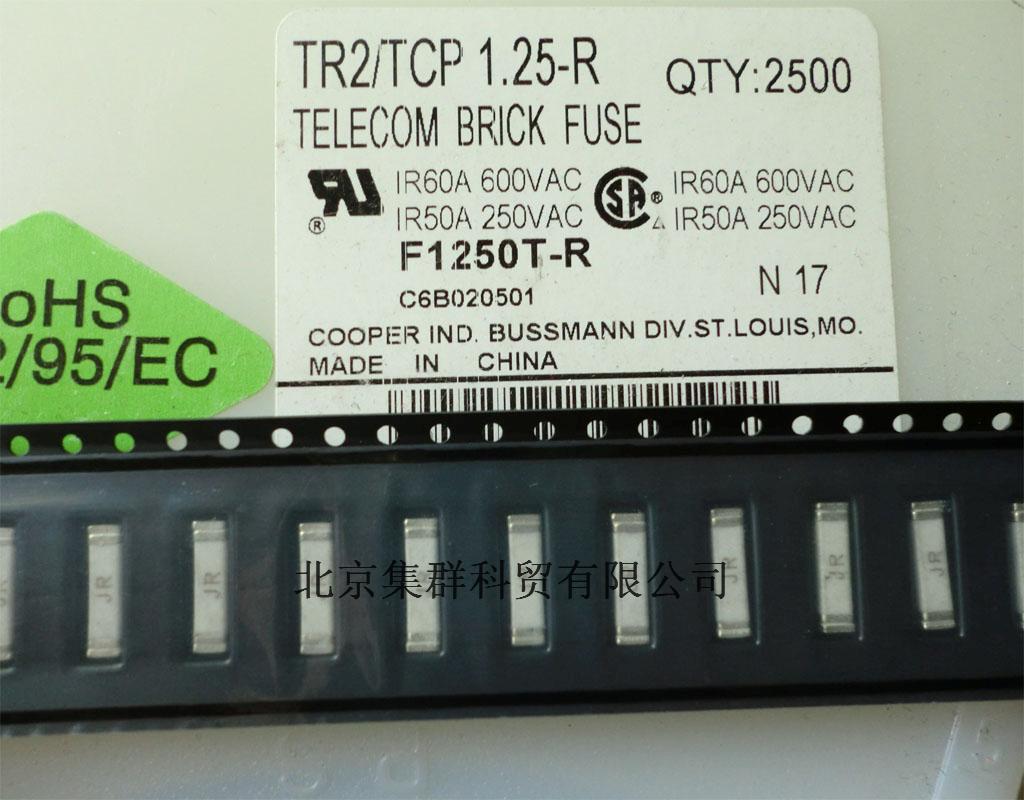 TR2/TCP 1.25-R
QTY:2500
TELECOM BRICK FUSE
IR60A 600VAC
IR50A 250VAC
SA
IR60A 600VAC
IR50A 250VAC
F1250T-R
N 17
C6B020501
COOPER IND. BUSSMANN DIV.ST.LOUIS,MO.
MADE IN CHINA
oHS
2/95/EC
JR
JR
JR
JR
JR
北京集群科贸有限公司